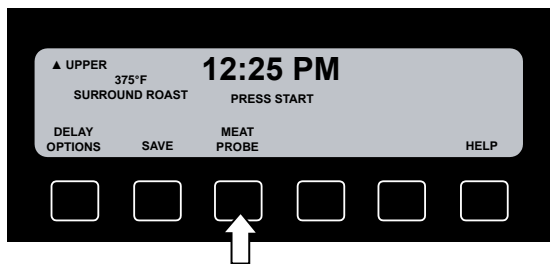 ▲ UPPER
375°F
SURROUND ROAST
12:25 PM
PRESS START
DELAY
OPTIONS
SAVE
MEAT
PROBE
HELP